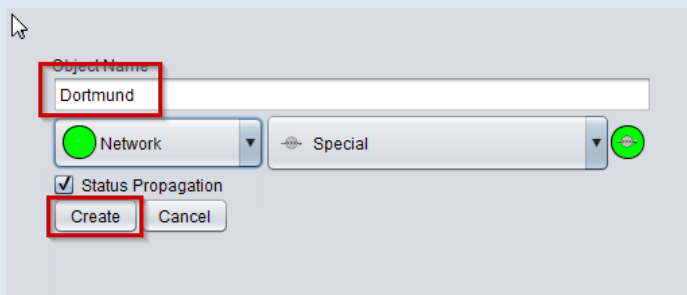 Object Name
Dortmund
Network Special
Status Propagation
Create Cancel